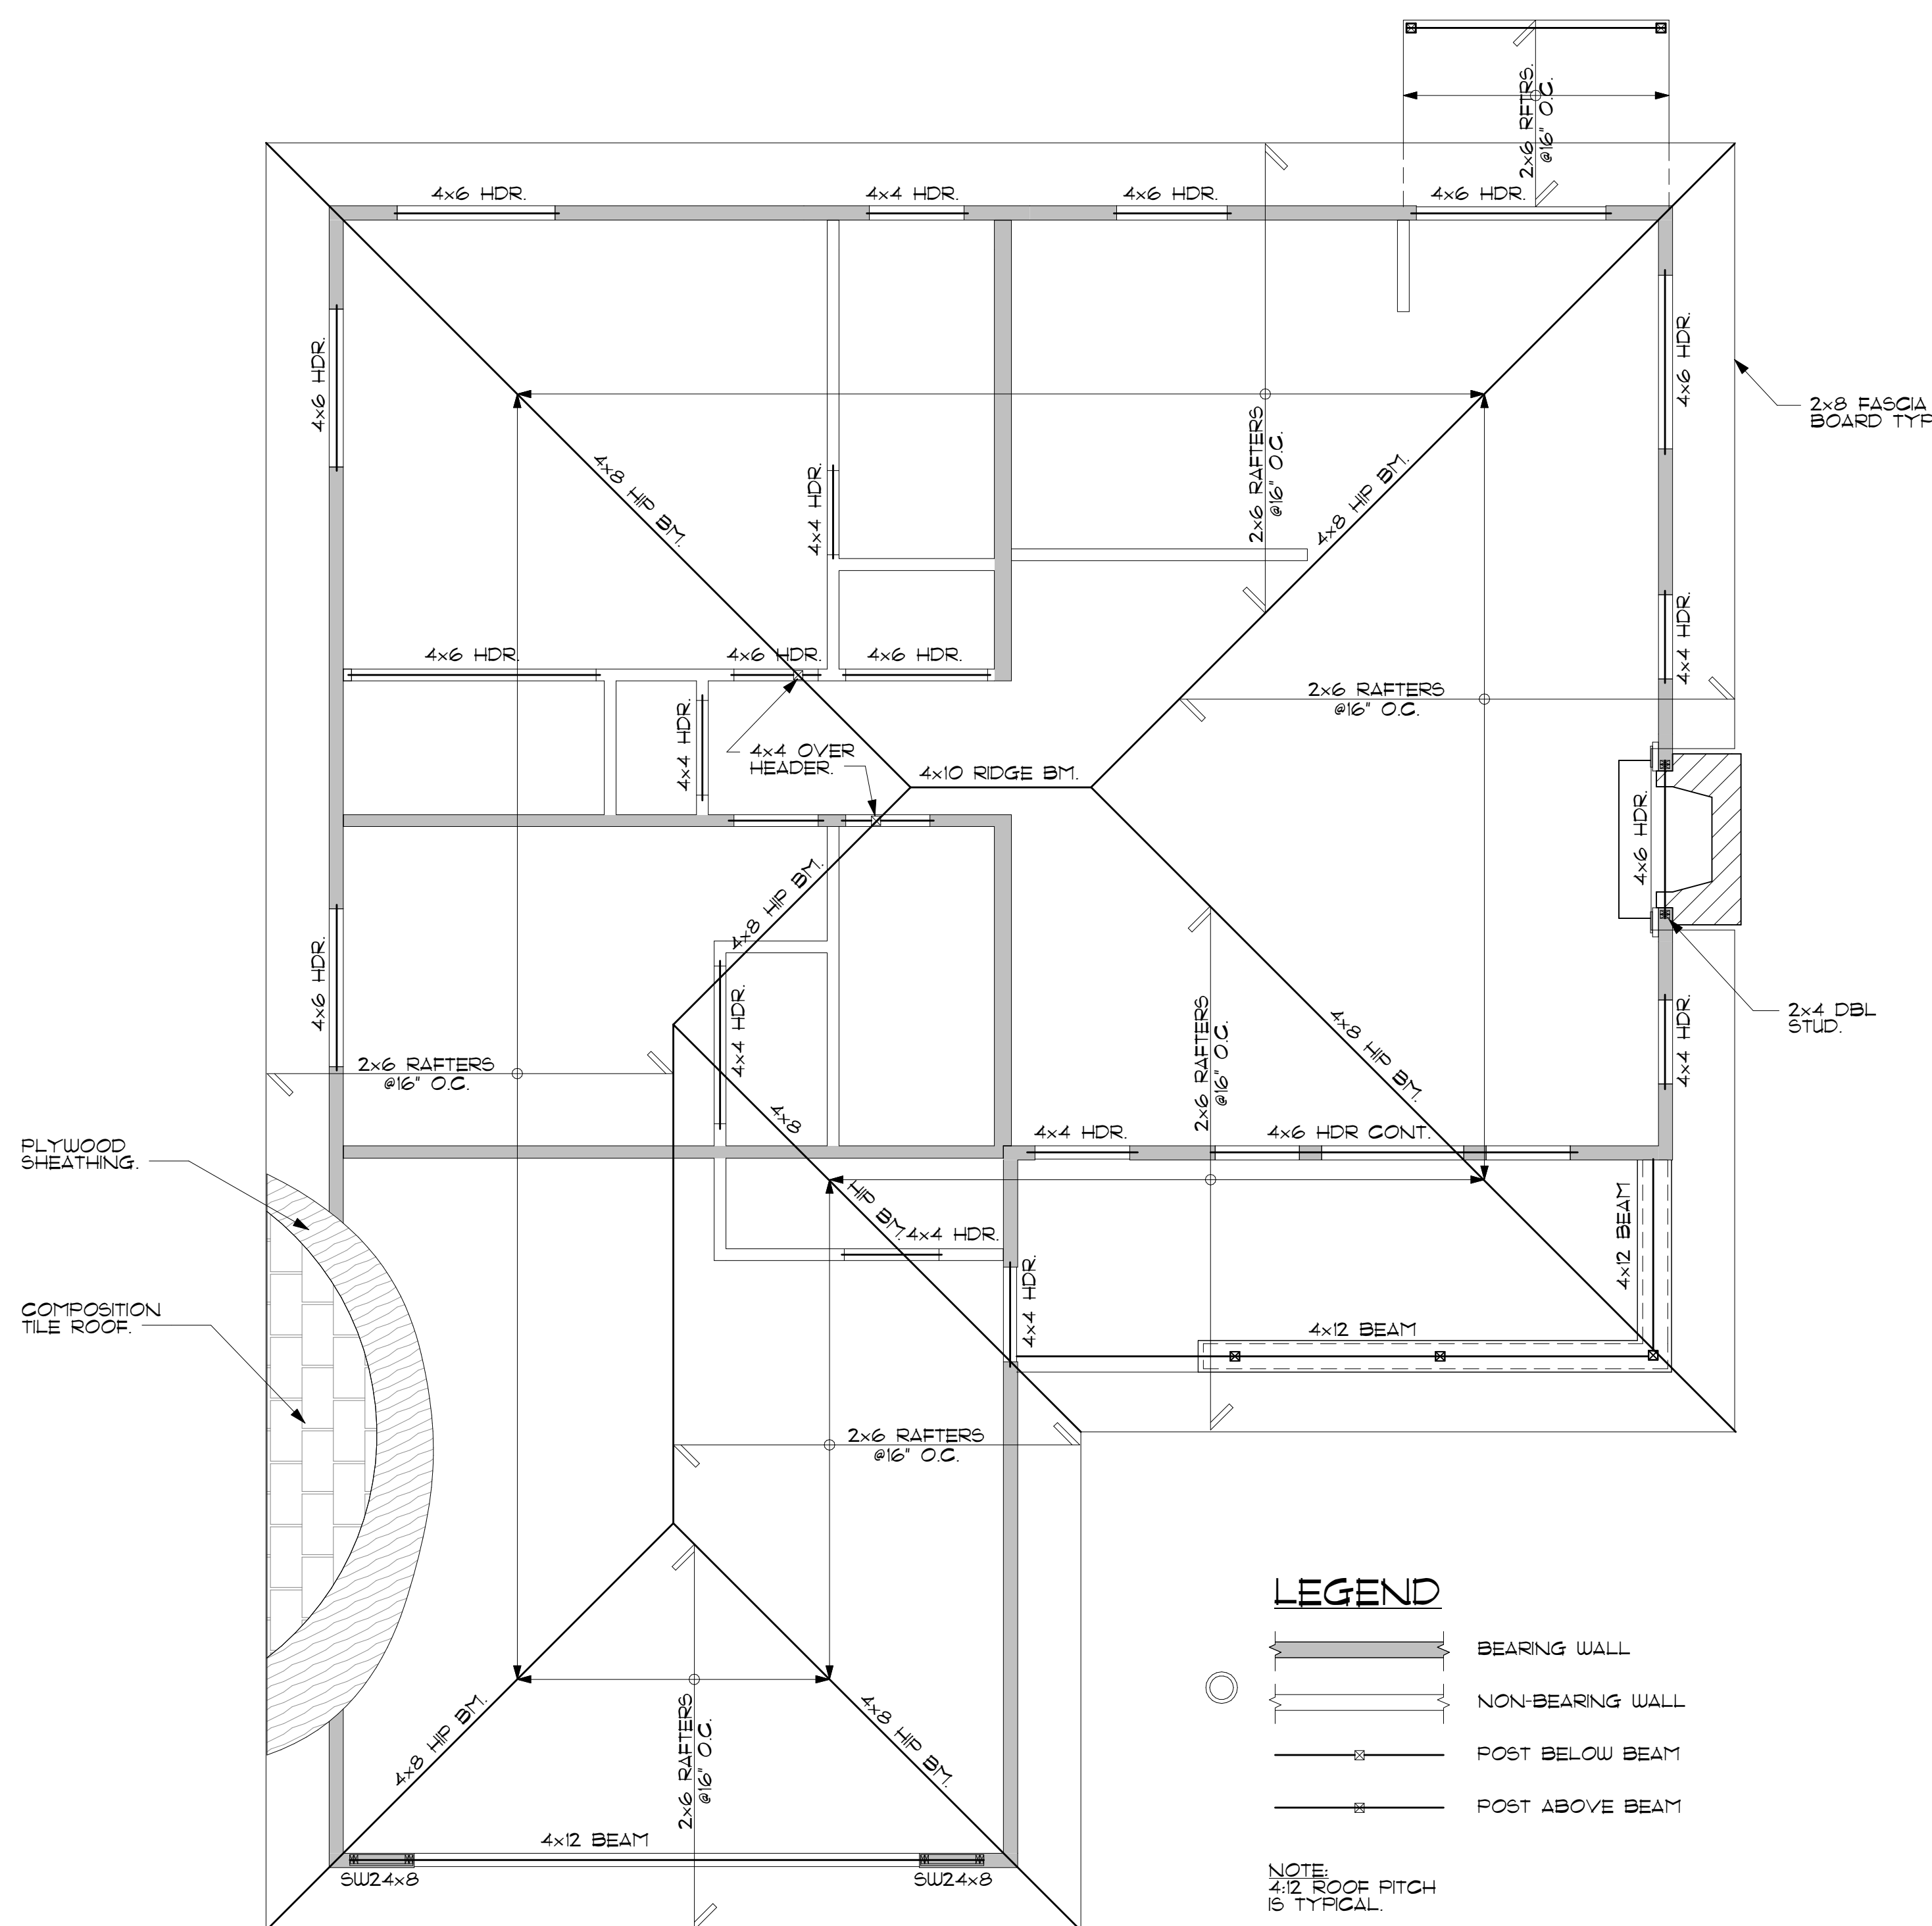 2x6 RFTRS.
@16" O.C.
4x6 HDR.
4x4 HDR.
4x6 HDR.
4x6 HDR.
4x6 HDR.
4x6 HDR.
2x8 FASCIA
BOARD TYP
4x8 HIP BM.
4x4 HDR.
2x6 RAFTERS
@16" O.C.
4x8 HIP BM.
4x6 HDR.
4x6 HDR.
4x6 HDR.
4x4 HDR.
2x6 RAFTERS
@16" O.C.
4x4 HDR.
4x4 OVER
HEADER.
4x10 RIDGE BM.
4x6 HDR.
4x8 HIP BM.
4x6 HDR.
4x4 HDR.
2x6 RAFTERS
@16" O.C.
4x8 HIP BM.
4x4 HDR.
2x4 DBL
STUD.
2x6 RAFTERS
@16" O.C.
4x8
HIP BM.
4x4 HDR.
4x6 HDR CONT.
PLYWOOD
SHEATHING.
4x12 BEAM
4x4 HDR.
4x4 HDR.
COMPOSITION
TILE ROOF.
4x12 BEAM
2x6 RAFTERS
@16" O.C.
4x8 HIP BM.
2x6 RAFTERS
@16" O.C.
4x8 HIP BM.
4x12 BEAM
SW24x8
SW24x8
LEGEND
BEARING WALL
NON-BEARING WALL
POST BELOW BEAM
POST ABOVE BEAM
NOTE:
4:12 ROOF PITCH
IS TYPICAL.